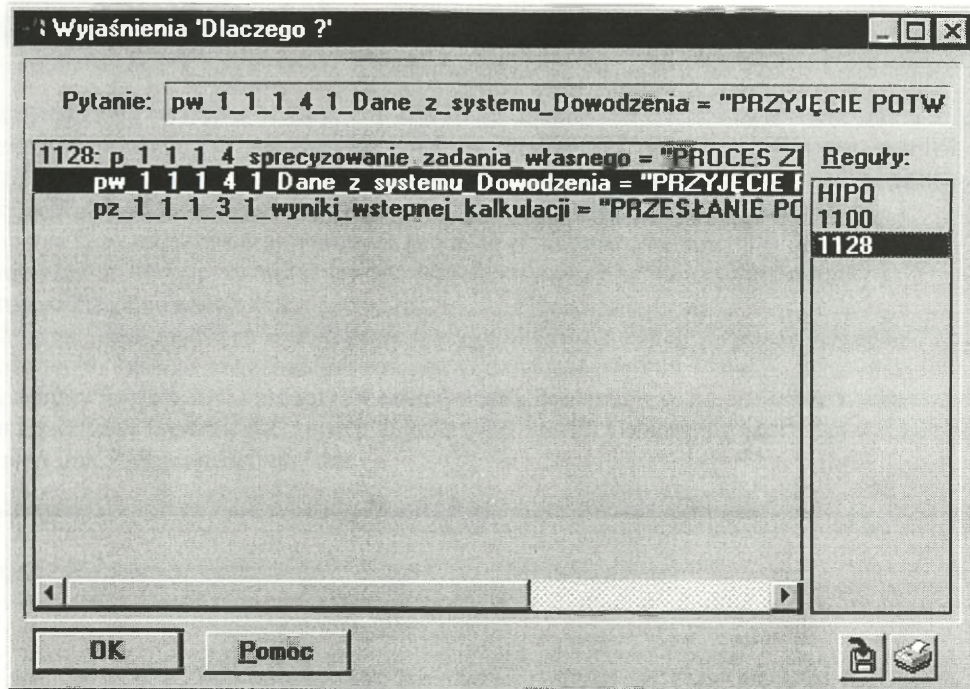 Wyjaśnienia 'Dlaczego ?'
Pytanie: pw_1_1_1_4_1_Dane_z_systemu_Dowodzenia = "PRZYJĘCIE POTW
1128: p_1_1_1_4_sprecyzowanie_zadania_własnego = "PROCES
pw_1_1_1_4_1_Dane_z_systemu_Dowodzenia = "PRZYJĘCIE
pz_1_1_1_3_1_wyniki_wstepnej_kalkulacji = "PRZESŁANIE
Reguły:
HIPO
1100
1128
OK
Pomoc